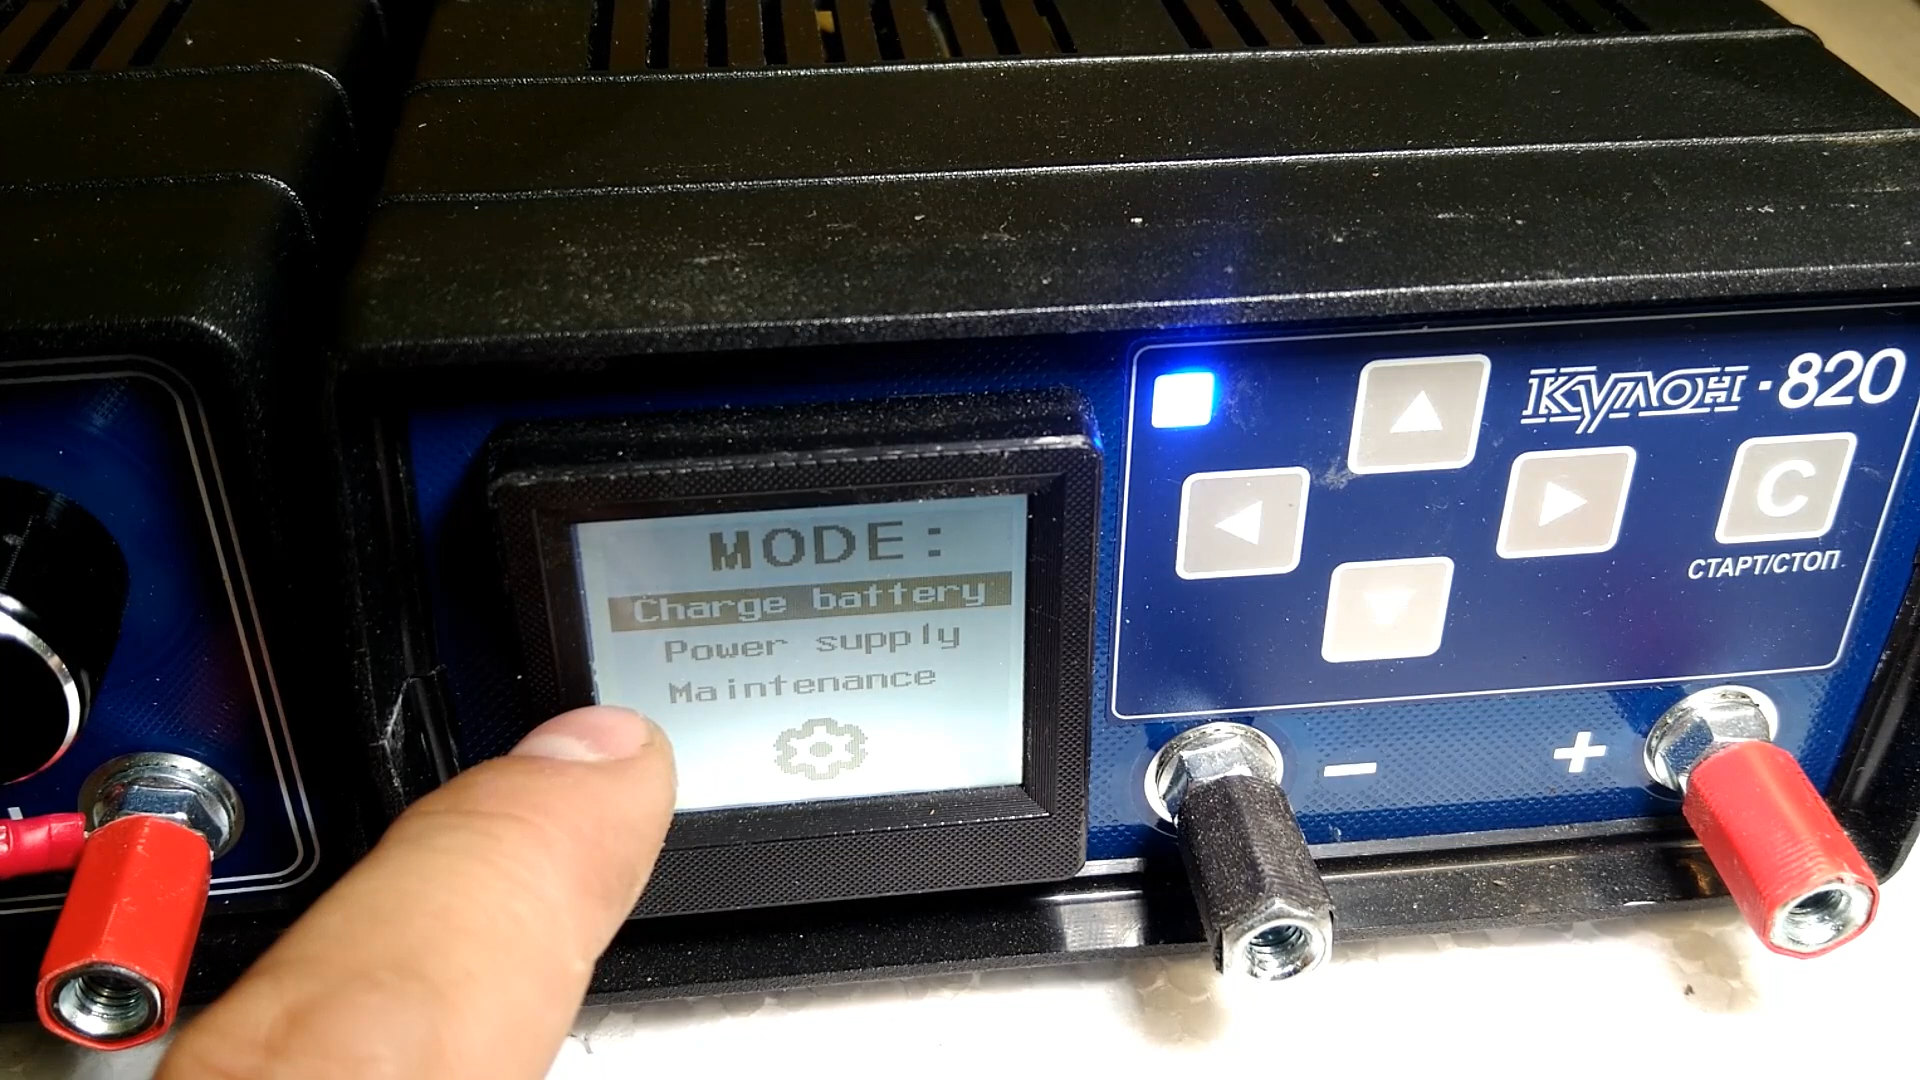 MODE:
Charge battery
Power supply
Maintenance
КУЛОН-820
C
СТАРТ/СТОП
− +